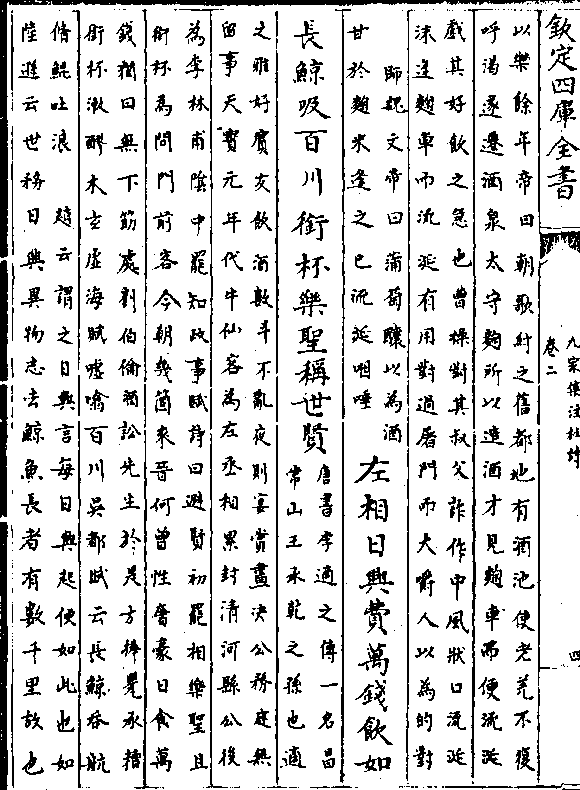 欽定四庫全書
九家集注杜詩
卷二
四
以樂餘年帝曰朝歌紂之舊都地有酒池使老羌不復
呼渴遂遷酒泉太守麴所以造酒才見麴車而便流涎
戲其好飲之急也曹操對其叔父詐作中風狀口流涎
沫逢麴車而流涎有用對過屠門而大嚼人以為的對
師魏文帝曰蒲萄釀以為酒
甘於麴米逢之已流涎咽唾
左相日興費萬錢飲如
長鯨吸百川銜杯樂聖稱世賢
唐書李適之傳一名昌
常山王承乾之孫也適
之雅好賓友飲酒數斗不亂夜則宴賞晝決公務庭無
留事天寳元年代牛仙客為左丞相累封清河縣公後
為李林甫陰中罷知政事賦詩曰避賢初罷相樂聖且
銜杯為問門前客今朝幾箇來晉何曾性奢豪日食萬
錢猶曰無下筯處劉伯倫酒訟先生於是方捧甖承糟
銜杯漱醪木玄虛海賦噓噏百川吳都賦云長鯨吞航
脩鯢吐浪 趙云謂之日興言每日興起便如此也如
陸遜云世務日興異物志云鯨魚長者有數千里故也